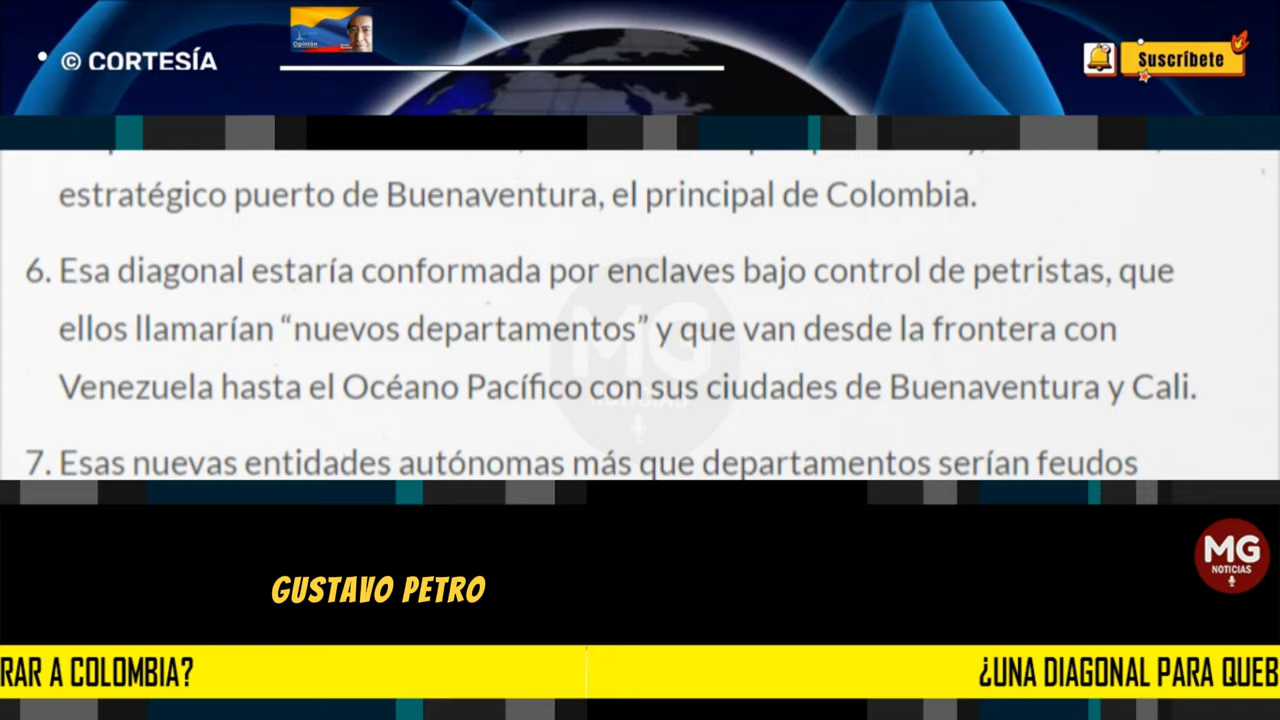 © CORTESÍA
Opinión
Suscríbete
estratégico puerto de Buenaventura, el principal de Colombia.
6. Esa diagonal estaría conformada por enclaves bajo control de petristas, que
ellos llamarían “nuevos departamentos” y que van desde la frontera con
Venezuela hasta el Océano Pacífico con sus ciudades de Buenaventura y Cali.
7. Esas nuevas entidades autónomas más que departamentos serían feudos
MG
NOTICIAS
MG
NOTICIAS
GUSTAVO PETRO
RAR A COLOMBIA?
¿UNA DIAGONAL PARA QUEB